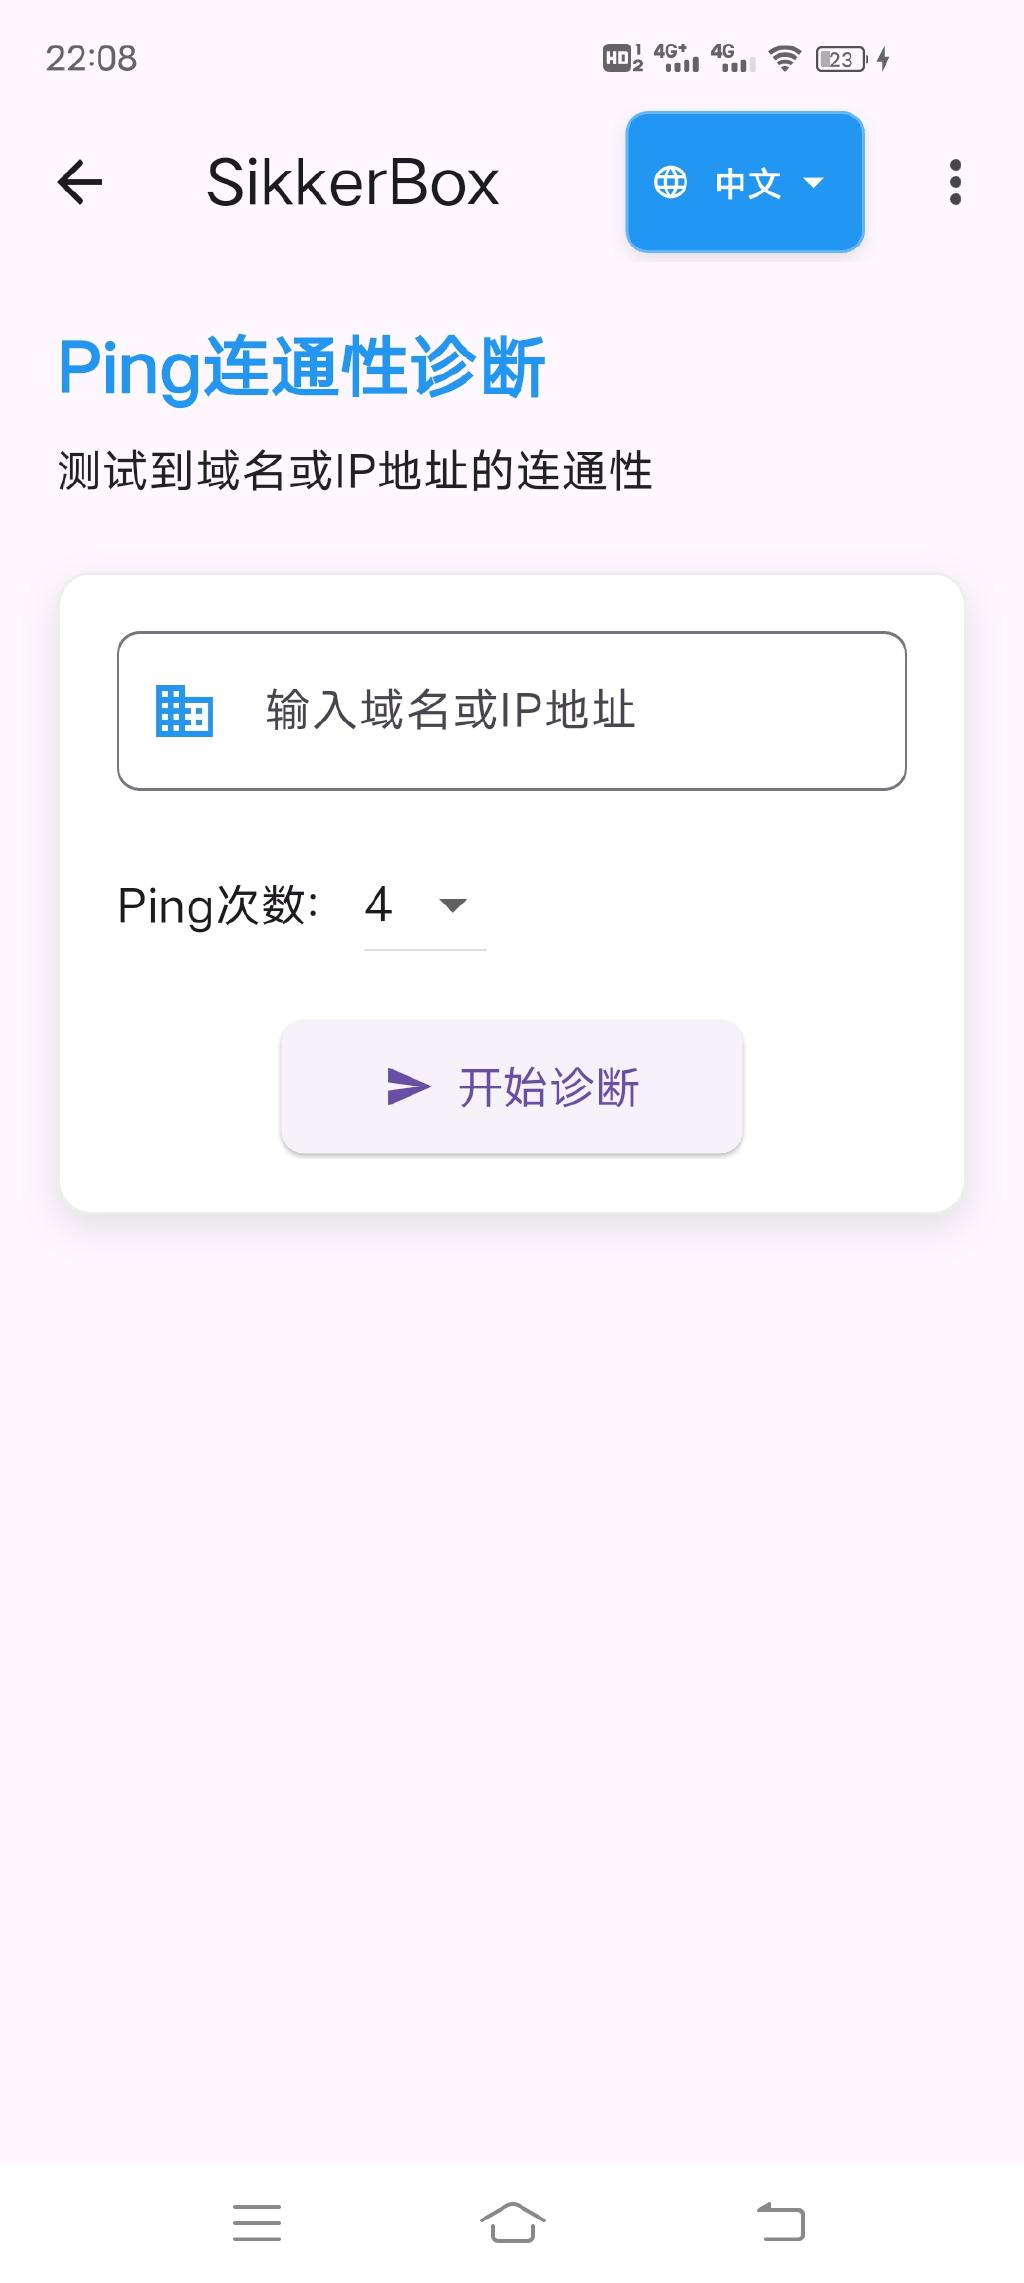 22:08
HD 1 2 4G+ 4G 23
SikkerBox
中文
Ping连通性诊断
测试到域名或IP地址的连通性
输入域名或IP地址
Ping次数: 4
开始诊断